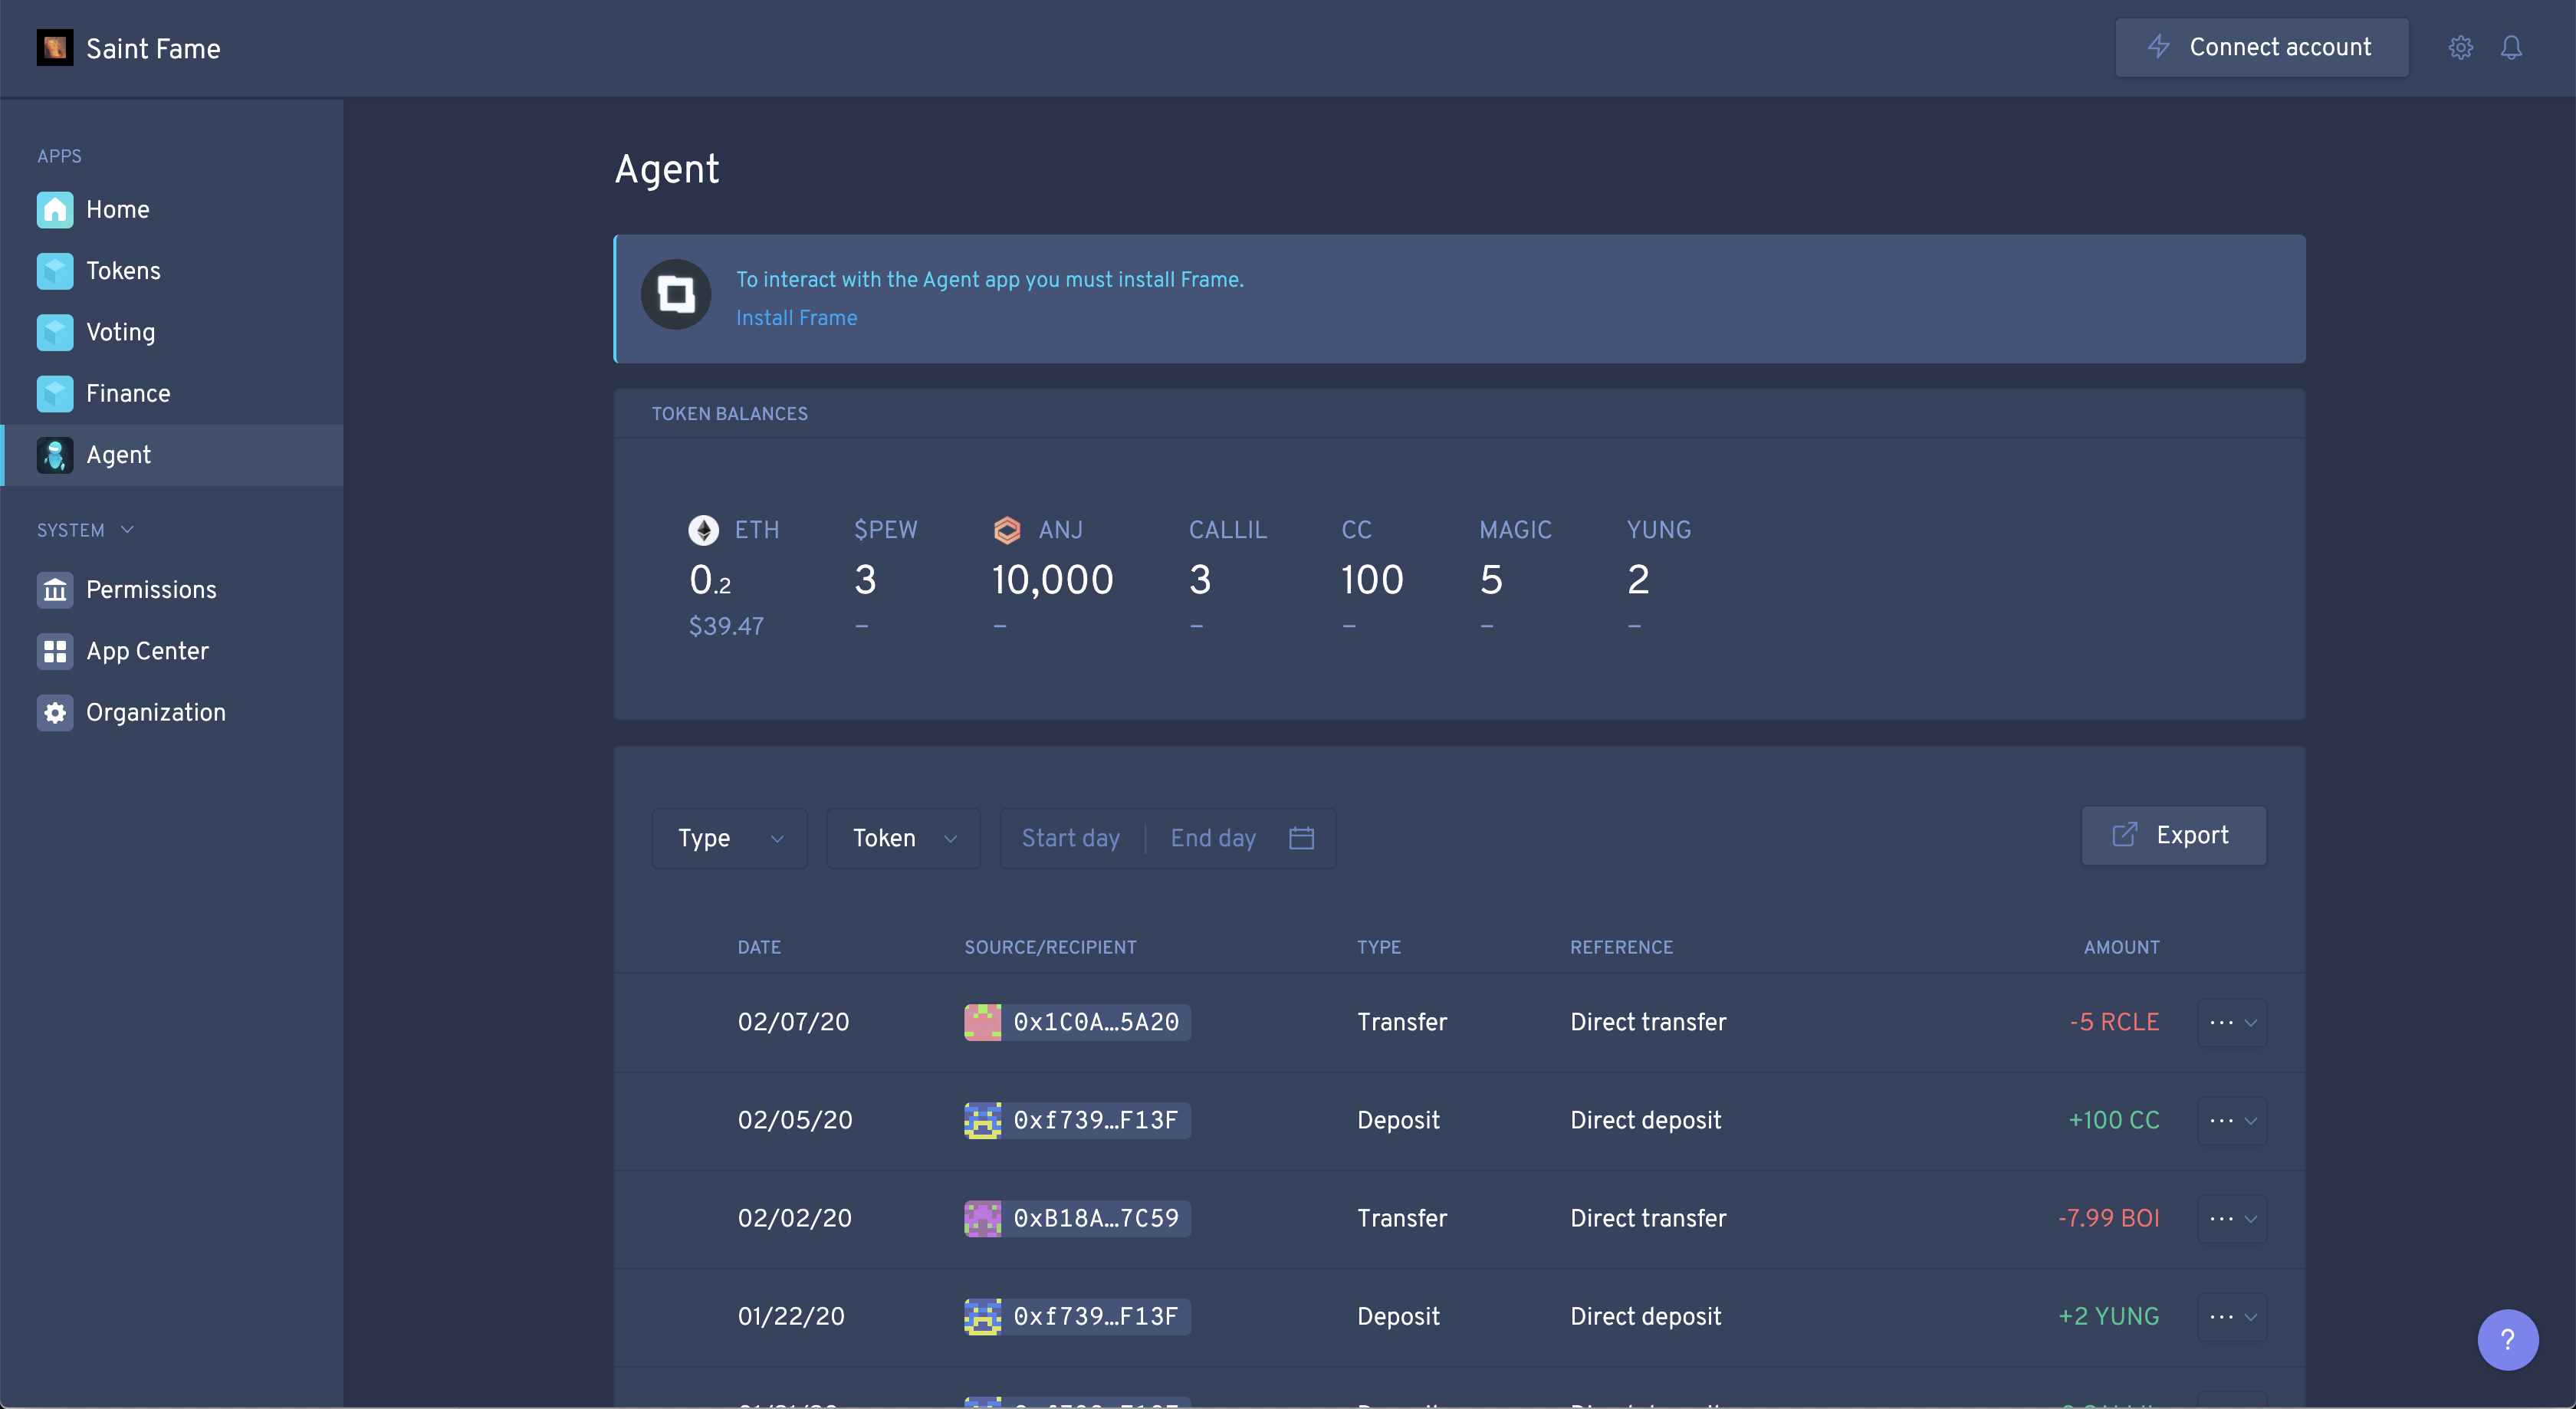 Saint Fame
Connect account
APPS
Home
Tokens
Voting
Finance
Agent
SYSTEM
Permissions
App Center
Organization
Agent
To interact with the Agent app you must install Frame.
Install Frame
TOKEN BALANCES
ETH $PEW ANJ CALLIL CC MAGIC YUNG
0.2 3 10,000 3 100 5 2
$39.47 – – – – – –
Type Token Start day End day Export
DATE SOURCE/RECIPIENT TYPE REFERENCE AMOUNT
02/07/20 0x1C0A…5A20 Transfer Direct transfer -5 RCLE
02/05/20 0xf739…F13F Deposit Direct deposit +100 CC
02/02/20 0xB18A…7C59 Transfer Direct transfer -7.99 BOI
01/22/20 0xf739…F13F Deposit Direct deposit +2 YUNG
?